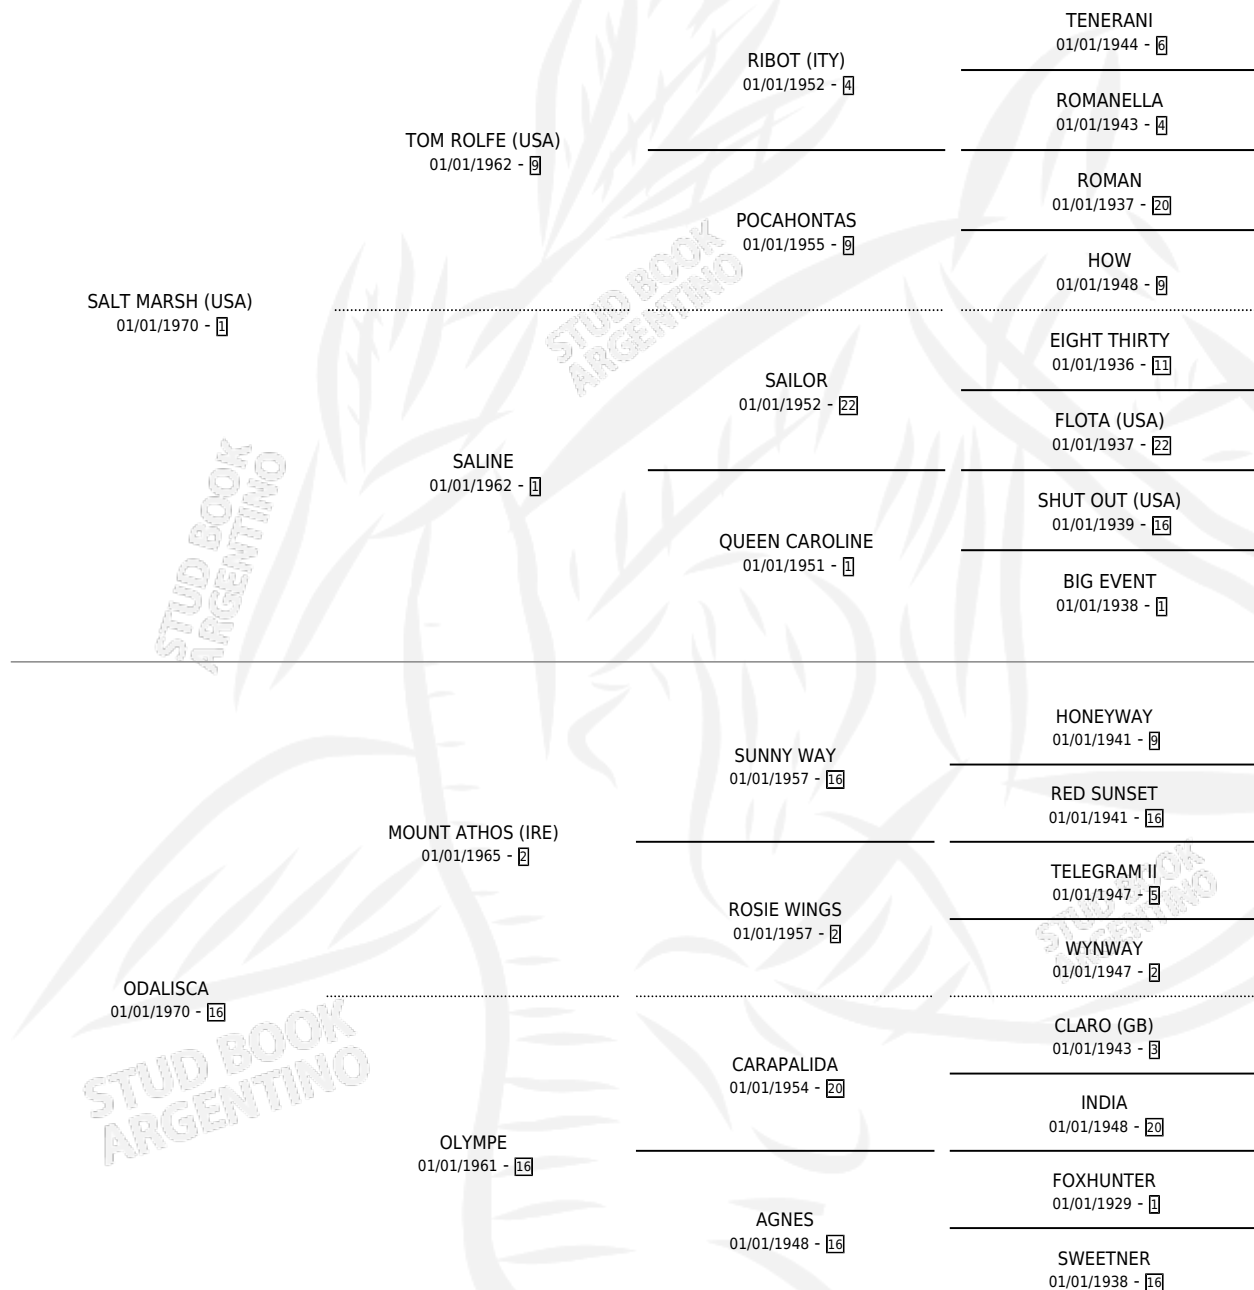 TENERANI
01/01/1944 - 6
RIBOT (ITY)
01/01/1952 - 4
ROMANELLA
01/01/1943 - 4
TOM ROLFE (USA)
01/01/1962 - 9
ROMAN
01/01/1937 - 20
POCAHONTAS
01/01/1955 - 9
HOW
01/01/1948 - 9
SALT MARSH (USA)
01/01/1970 - 1
STUD BOOK
ARGENTINO
EIGHT THIRTY
01/01/1936 - 11
SAILOR
01/01/1952 - 22
FLOTA (USA)
01/01/1937 - 22
SALINE
01/01/1962 - 1
SHUT OUT (USA)
01/01/1939 - 16
QUEEN CAROLINE
01/01/1951 - 1
BIG EVENT
01/01/1938 - 1
STUD BOOK
ARGENTINO
HONEYWAY
01/01/1941 - 9
SUNNY WAY
01/01/1957 - 16
RED SUNSET
01/01/1941 - 16
MOUNT ATHOS (IRE)
01/01/1965 - 2
TELEGRAM II
01/01/1947 - 5
ROSIE WINGS
01/01/1957 - 2
STUD BOOK
ARGENTINO
WYNWAY
01/01/1947 - 2
ODALISCA
01/01/1970 - 16
CLARO (GB)
01/01/1943 - 3
STUD BOOK
ARGENTINO
CARAPALIDA
01/01/1954 - 20
INDIA
01/01/1948 - 20
OLYMPE
01/01/1961 - 16
FOXHUNTER
01/01/1929 - 1
AGNES
01/01/1948 - 16
SWEETNER
01/01/1938 - 16